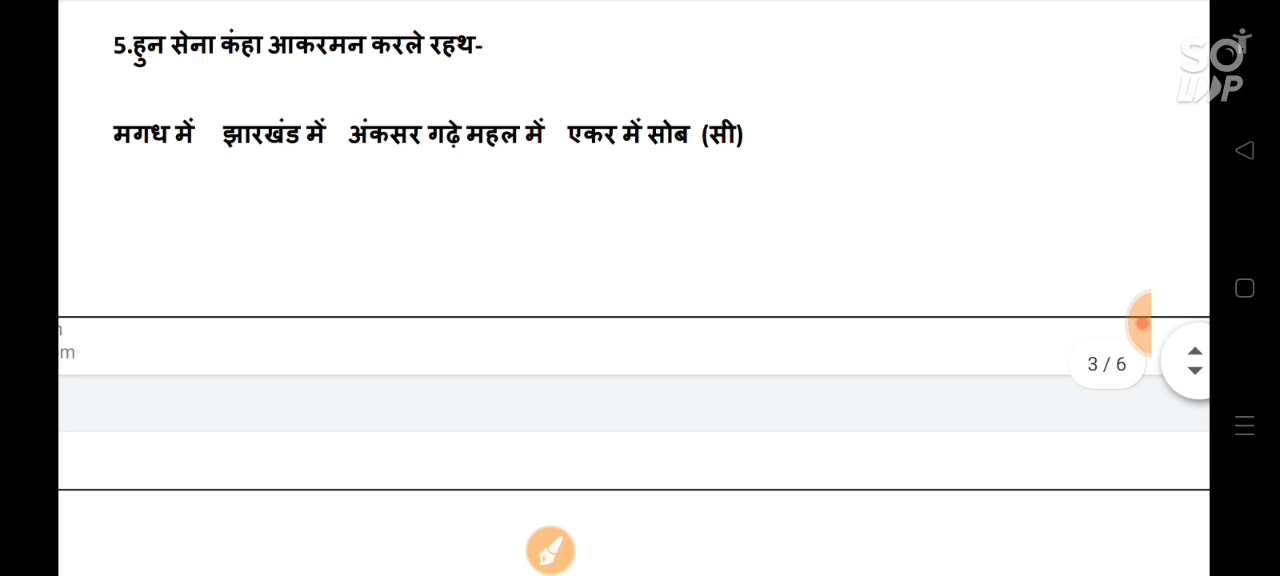 5.हुन सेना कंहा आकरमन करले रहथ-
मगध में झारखंड में अंकसर गढ़े महल में एकर में सोब (सी)
m
3 / 6